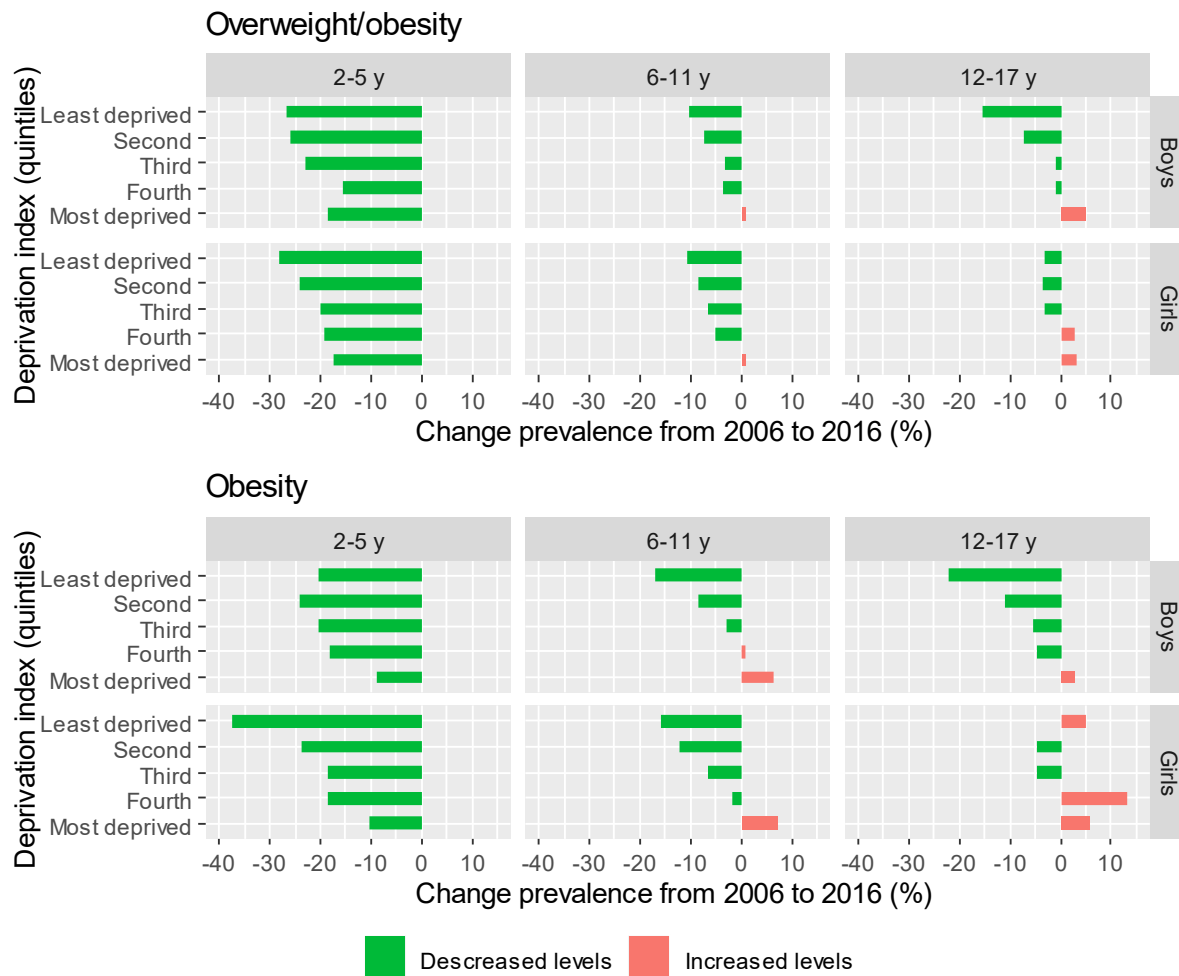 Overweight/obesity
2-5 y 6-11 y 12-17 y
Deprivation index (quintiles)
Least deprived
Second
Third
Fourth
Most deprived
Boys
Least deprived
Second
Third
Fourth
Most deprived
Girls
-40 -30 -20 -10 0 -40 -30 -20 -10 0 10 -40 -30 -20 -10 0 10
Change prevalence from 2006 to 2016 (%)
Obesity
2-5 y 6-11 y 12-17 y
Deprivation index (quintiles)
Least deprived
Second
Third
Fourth
Most deprived
Boys
Least deprived
Second
Third
Fourth
Most deprived
Girls
-40 -30 -20 -10 0 10 -40 -30 -20 -10 0 10 -40 -30 -20 -10 0 10
Change prevalence from 2006 to 2016 (%)
Descreased levels Increased levels